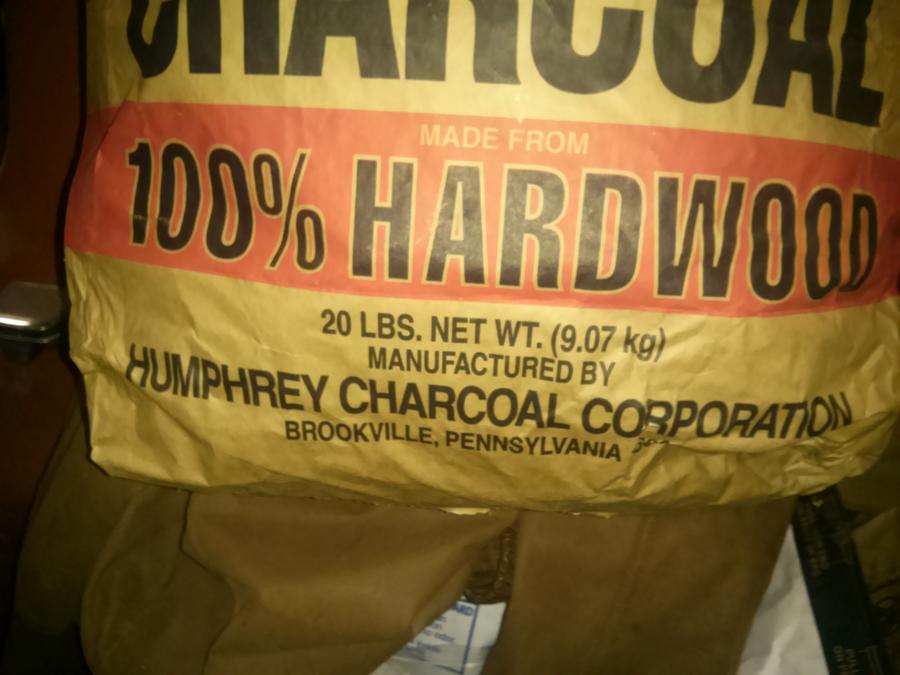 CHARCOAL
MADE FROM
100% HARDWOOD
20 LBS. NET WT. (9.07 kg)
MANUFACTURED BY
HUMPHREY CHARCOAL CORPORATION
BROOKVILLE, PENNSYLVANIA